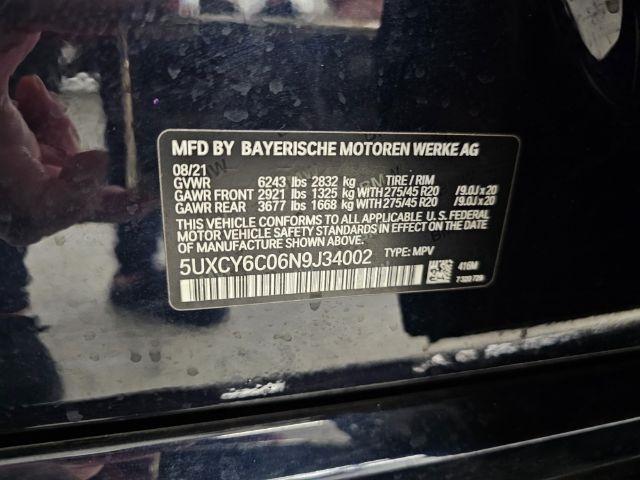 MFD BY BAYERISCHE MOTOREN WERKE AG
08/21
GVWR 6243 lbs 2832 kg TIRE / RIM
GAWR FRONT 2921 lbs 1325 kg WITH 275/45 R20 /9.0J x 20
GAWR REAR 3677 lbs 1668 kg WITH 275/45 R20 /9.0J x 20
THIS VEHICLE CONFORMS TO ALL APPLICABLE U. S. FEDERAL
MOTOR VEHICLE SAFETY STANDARDS IN EFFECT ON THE DATE
OF MANUFACTURE SHOWN ABOVE.
5UXCY6C06N9J34002 TYPE: MPV
416M